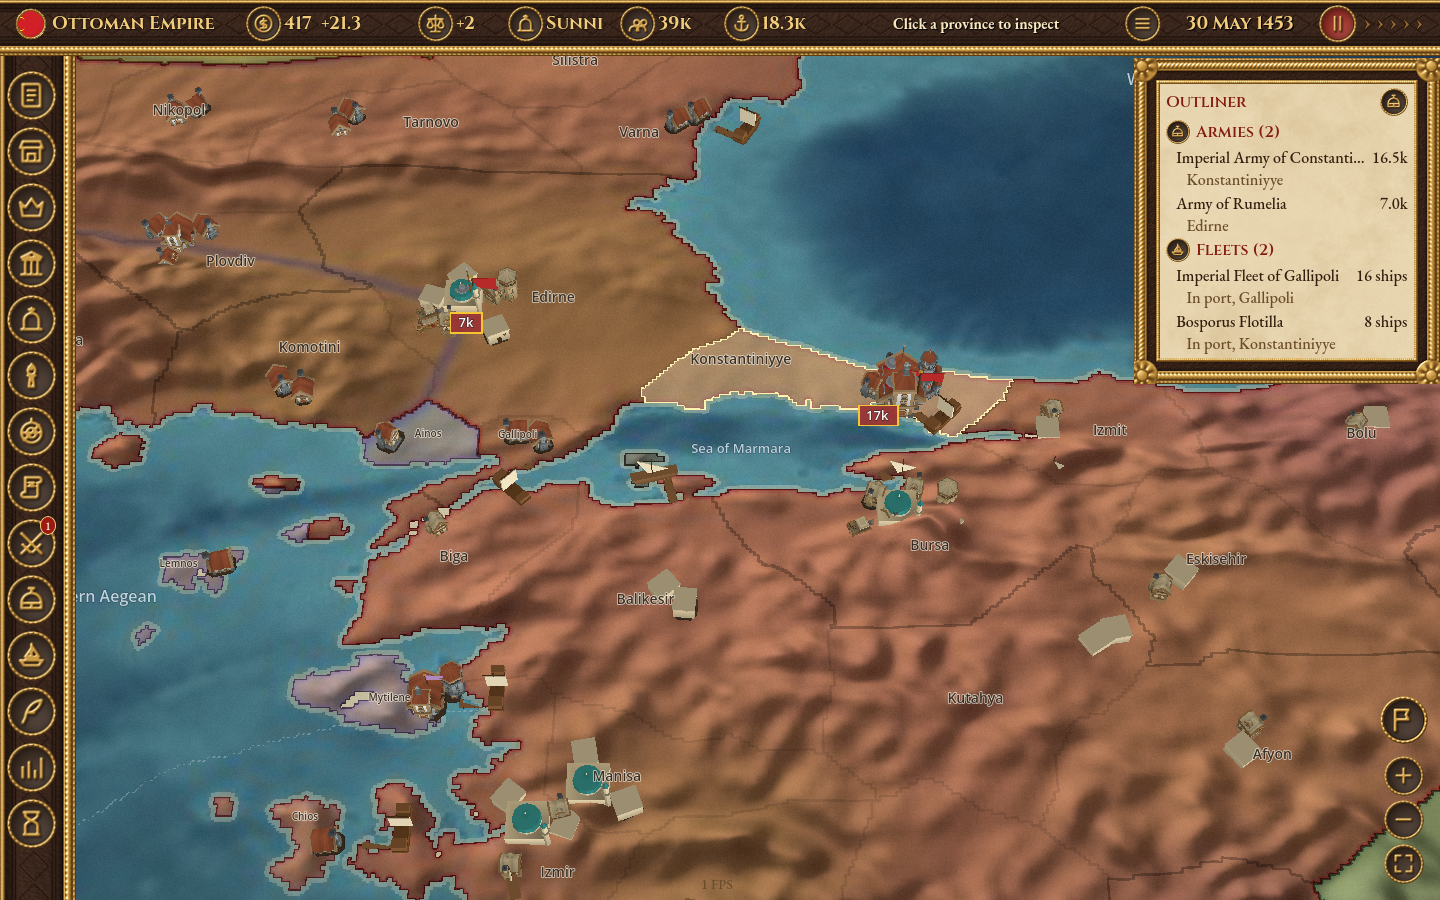 OTTOMAN EMPIRE 417 +21.3 +2 SUNNI 39K 18.3K Click a province to inspect 30 MAY 1453
Silistra
OUTLINER
ARMIES (2)
Imperial Army of Constanti... 16.5k
Konstantiniyye
Army of Rumelia 7.0k
Edirne
FLEETS (2)
Imperial Fleet of Gallipoli 16 ships
In port, Gallipoli
Bosporus Flotilla 8 ships
In port, Konstantiniyye
Nikopol
Tarnovo
Varna
Plovdiv
Edirne
7k
Komotini
Konstantiniyye
17k
Ainos
Gallipoli
Sea of Marmara
Izmit
Bolu
1
Bursa
Biga
Lemnos
Eskisehir
ern Aegean
Balikesir
Mytilene
Kutahya
Afyon
Manisa
Chios
Izmir
1 FPS